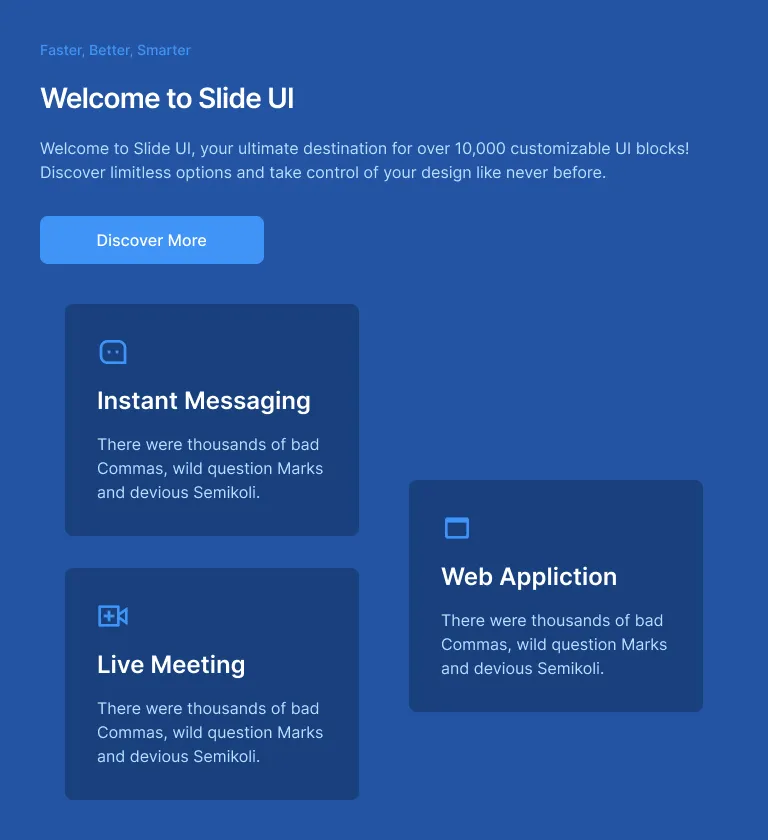 Faster, Better, Smarter
Welcome to Slide UI
Welcome to Slide UI, your ultimate destination for over 10,000 customizable UI blocks!
Discover limitless options and take control of your design like never before.
Discover More
Instant Messaging
There were thousands of bad
Commas, wild question Marks
and devious Semikoli.
Live Meeting
There were thousands of bad
Commas, wild question Marks
and devious Semikoli.
Web Appliction
There were thousands of bad
Commas, wild question Marks
and devious Semikoli.